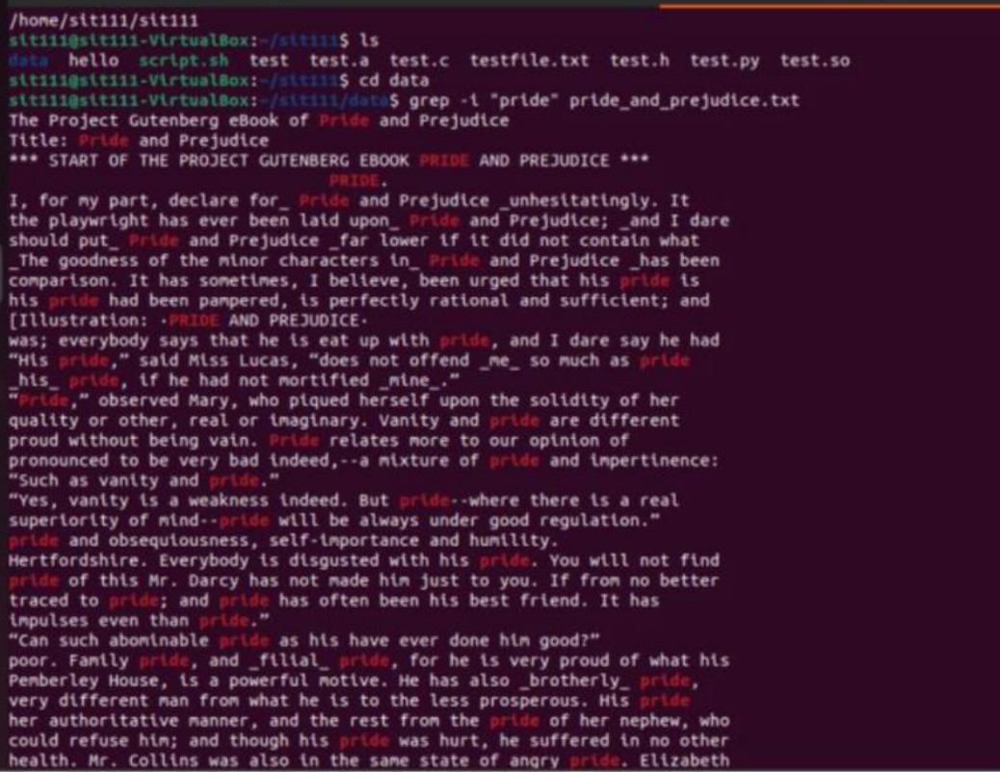 /home/sit111/sit111
sit111@sit111-VirtualBox:~/sit111$ ls
data hello script.sh test test.a test.c testfile.txt test.h test.py test.so
sit111@sit111-VirtualBox:~/sit111$ cd data
sit111@sit111-VirtualBox:~/sit111/data$ grep -i "pride" pride_and_prejudice.txt
The Project Gutenberg eBook of Pride and Prejudice
Title: Pride and Prejudice
*** START OF THE PROJECT GUTENBERG EBOOK PRIDE AND PREJUDICE ***
PRIDE.
I, for my part, declare for_ Pride and Prejudice _unhesitatingly. It
the playwright has ever been laid upon_ Pride and Prejudice; _and I dare
should put_ Pride and Prejudice _far lower if it did not contain what
_The goodness of the minor characters in_ Pride and Prejudice _has been
comparison. It has sometimes, I believe, been urged that his pride is
his pride had been pampered, is perfectly rational and sufficient; and
[Illustration: ·PRIDE AND PREJUDICE·
was; everybody says that he is eat up with pride, and I dare say he had
“His pride,” said Miss Lucas, “does not offend _me_ so much as pride
_his_ pride, if he had not mortified _mine_.”
“Pride,” observed Mary, who piqued herself upon the solidity of her
quality or other, real or imaginary. Vanity and pride are different
proud without being vain. Pride relates more to our opinion of
pronounced to be very bad indeed,--a mixture of pride and impertinence:
“Such as vanity and pride.”
“Yes, vanity is a weakness indeed. But pride--where there is a real
superiority of mind--pride will be always under good regulation.”
pride and obsequiousness, self-importance and humility.
Hertfordshire. Everybody is disgusted with his pride. You will not find
pride of this Mr. Darcy has not made him just to you. If from no better
traced to pride; and pride has often been his best friend. It has
impulses even than pride.”
“Can such abominable pride as his have ever done him good?”
poor. Family pride, and _filial_ pride, for he is very proud of what his
Pemberley House, is a powerful motive. He has also _brotherly_ pride,
very different man from what he is to the less prosperous. His pride
her authoritative manner, and the rest from the pride of her nephew, who
could refuse him; and though his pride was hurt, he suffered in no other
health. Mr. Collins was also in the same state of angry pride. Elizabeth